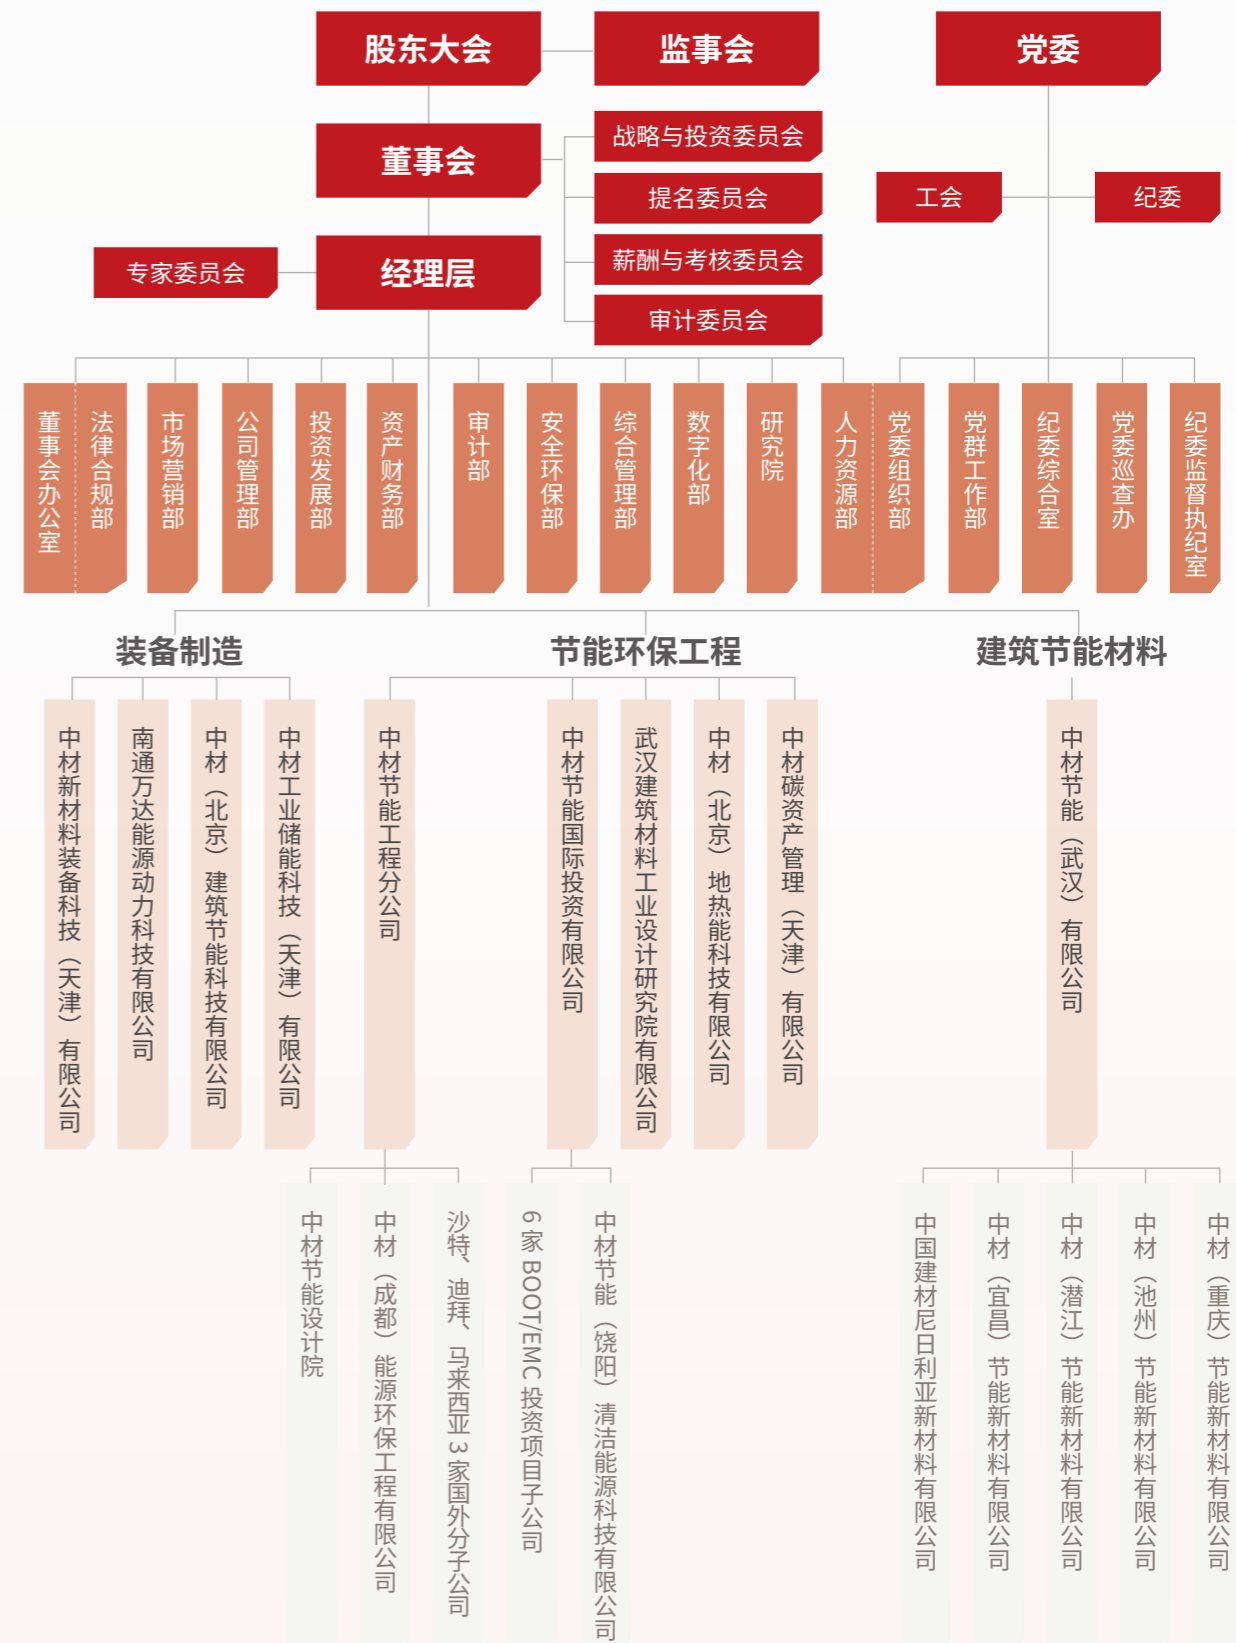 股东大会
监事会
党委
董事会
战略与投资委员会
提名委员会
薪酬与考核委员会
审计委员会
工会
纪委
专家委员会
经理层
董事会办公室
法律合规部
市场营销部
公司管理部
投资发展部
资产财务部
审计部
安全环保部
综合管理部
数字化部
研究院
人力资源部
党委组织部
党群工作部
纪委综合室
党委巡查办
纪委监督执纪室
装备制造
节能环保工程
建筑节能材料
中材新材料装备科技（天津）有限公司
南通万达能源动力科技有限公司
中材（北京）建筑节能科技有限公司
中材工业储能科技（天津）有限公司
中材节能工程分公司
中材节能国际投资有限公司
武汉建筑材料工业设计研究院有限公司
中材（北京）地热能科技有限公司
中材碳资产管理（天津）有限公司
中材节能（武汉）有限公司
中材节能设计院
中材（成都）能源环保工程有限公司
沙特、迪拜、马来西亚 3 家国外分子公司
6 家 BOOT/EMC 投资项目子公司
中材节能（饶阳）清洁能源科技有限公司
中国建材尼日利亚新材料有限公司
中材（宜昌）节能新材料有限公司
中材（潜江）节能新材料有限公司
中材（池州）节能新材料有限公司
中材（重庆）节能新材料有限公司